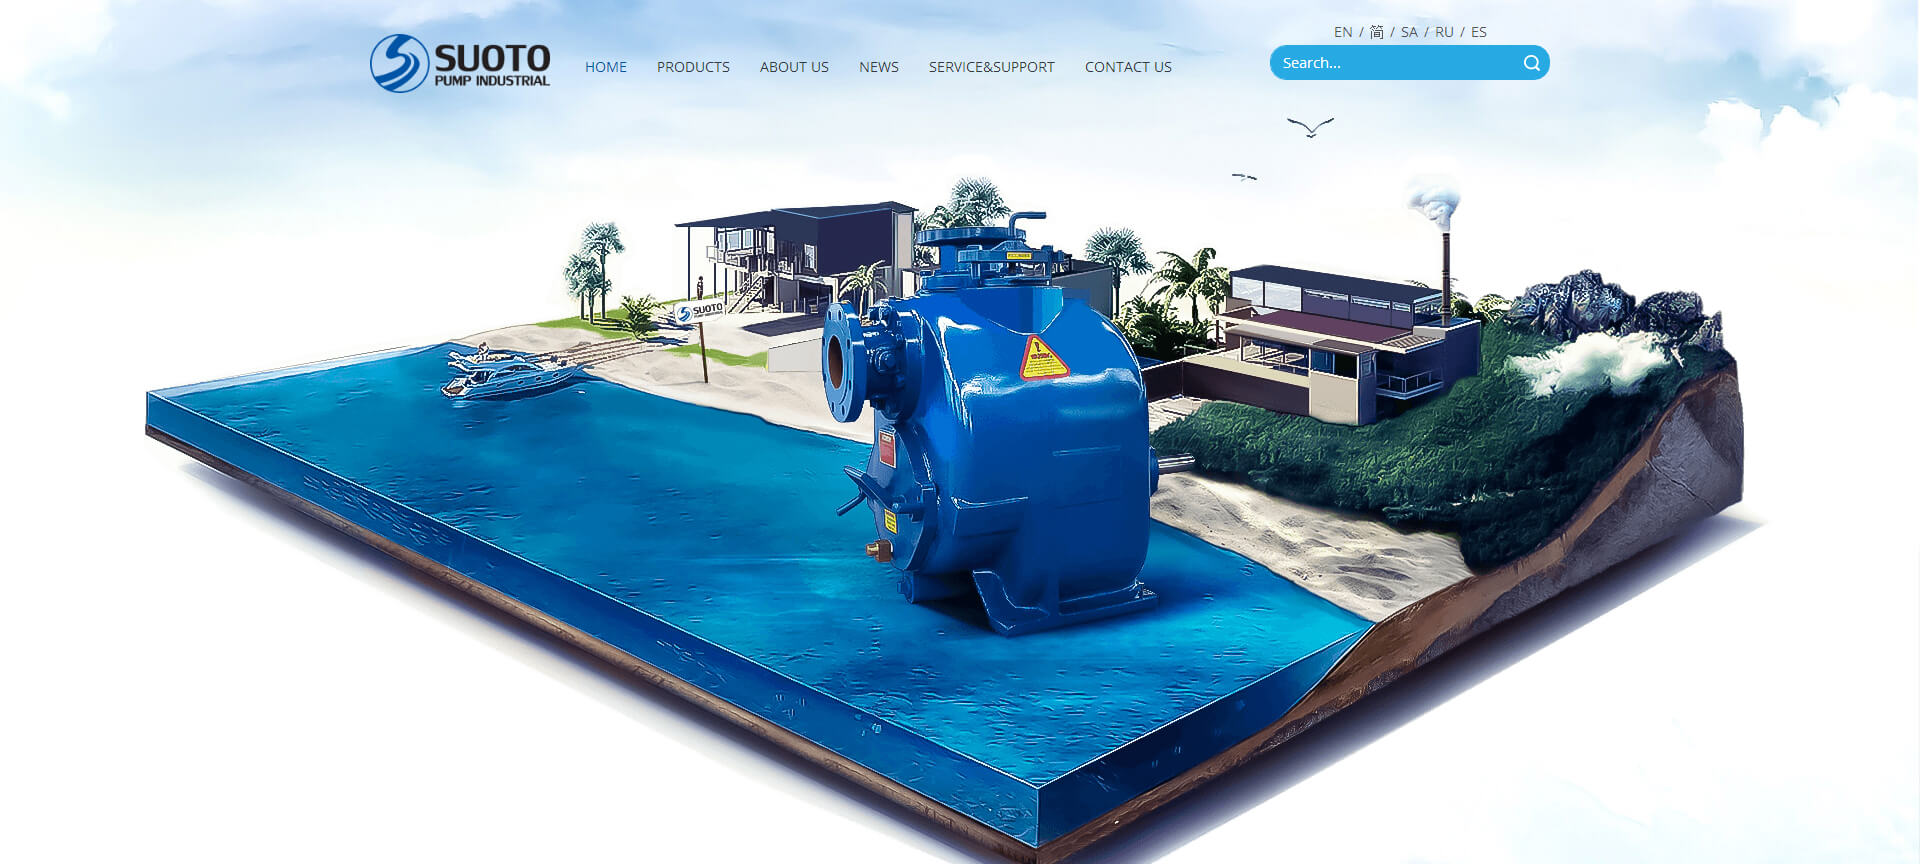 EN / 简 / SA / RU / ES
SUOTO
PUMP INDUSTRIAL
HOME
PRODUCTS
ABOUT US
NEWS
SERVICE&SUPPORT
CONTACT US
Search...
SUOTO